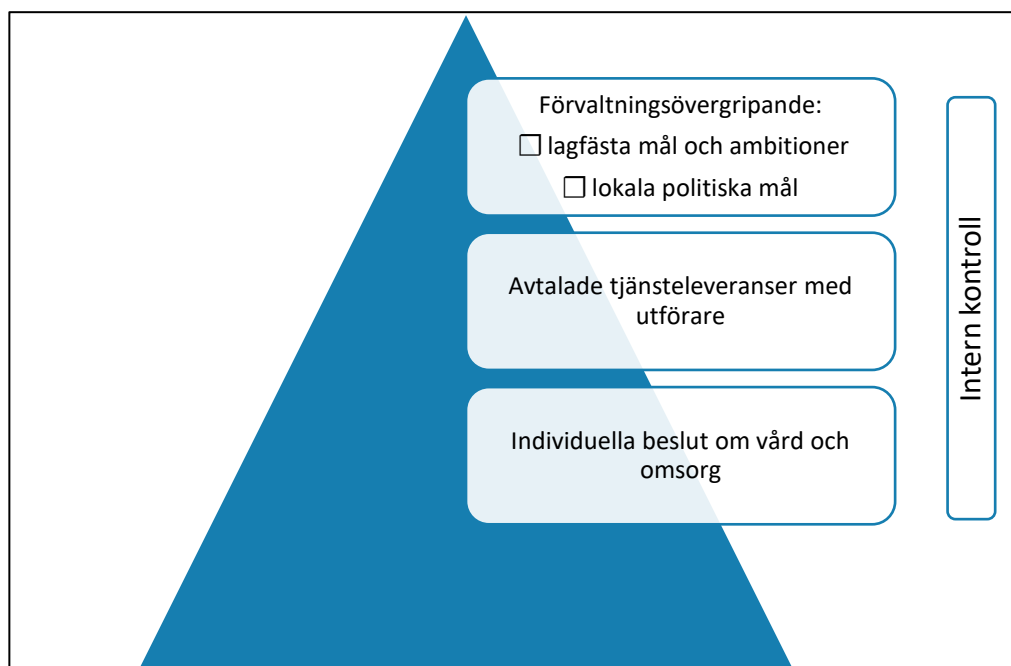 Förvaltningsövergripande:
❒ lagfästa mål och ambitioner
❒ lokala politiska mål
Avtalade tjänsteleveranser med
utförare
Individuella beslut om vård och
omsorg
Intern kontroll